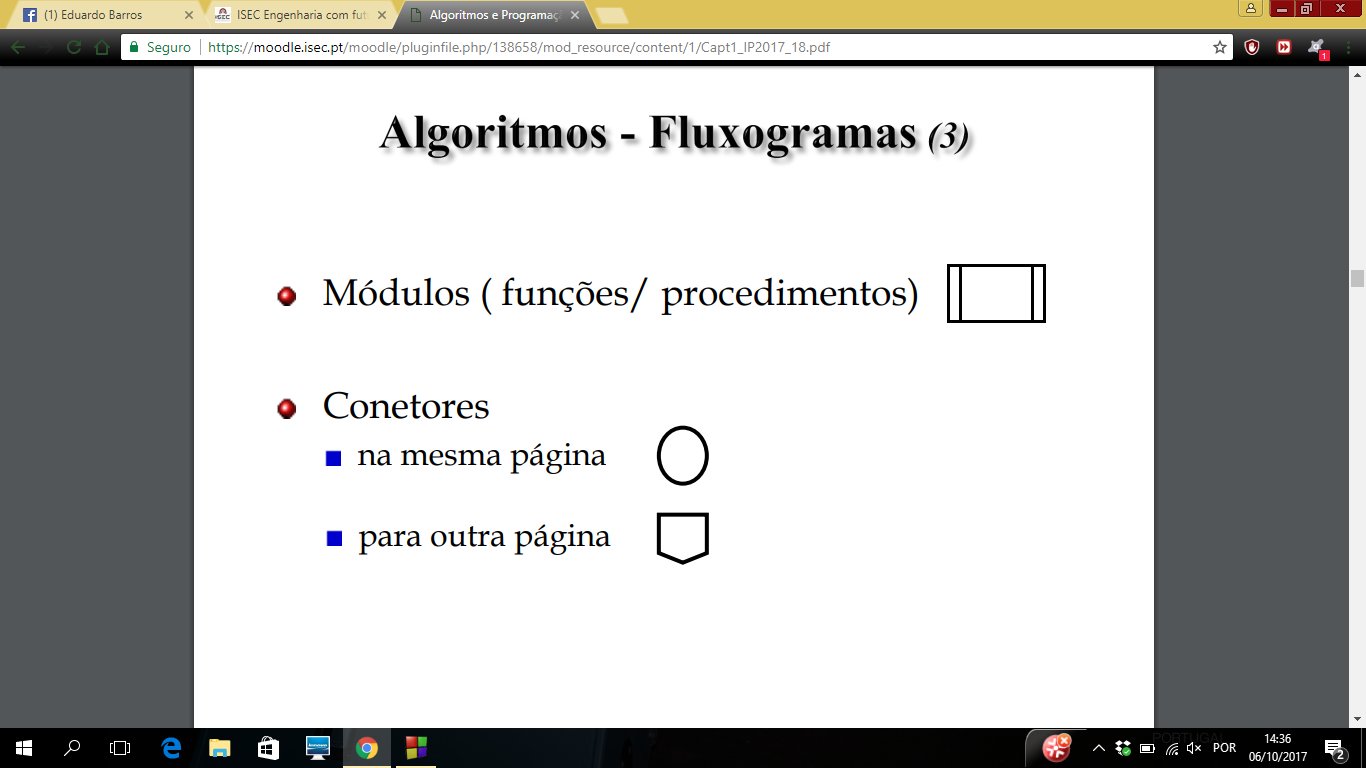 (1) Eduardo Barros
ISEC Engenharia com fut
Algoritmos e Programaç
Seguro
https://moodle.isec.pt/moodle/pluginfile.php/138658/mod_resource/content/1/Capt1_IP2017_18.pdf
1
Algoritmos - Fluxogramas (3)
Módulos ( funções/ procedimentos)
Conetores
na mesma página
para outra página
PORTUGAL
POR
14:36
06/10/2017
2